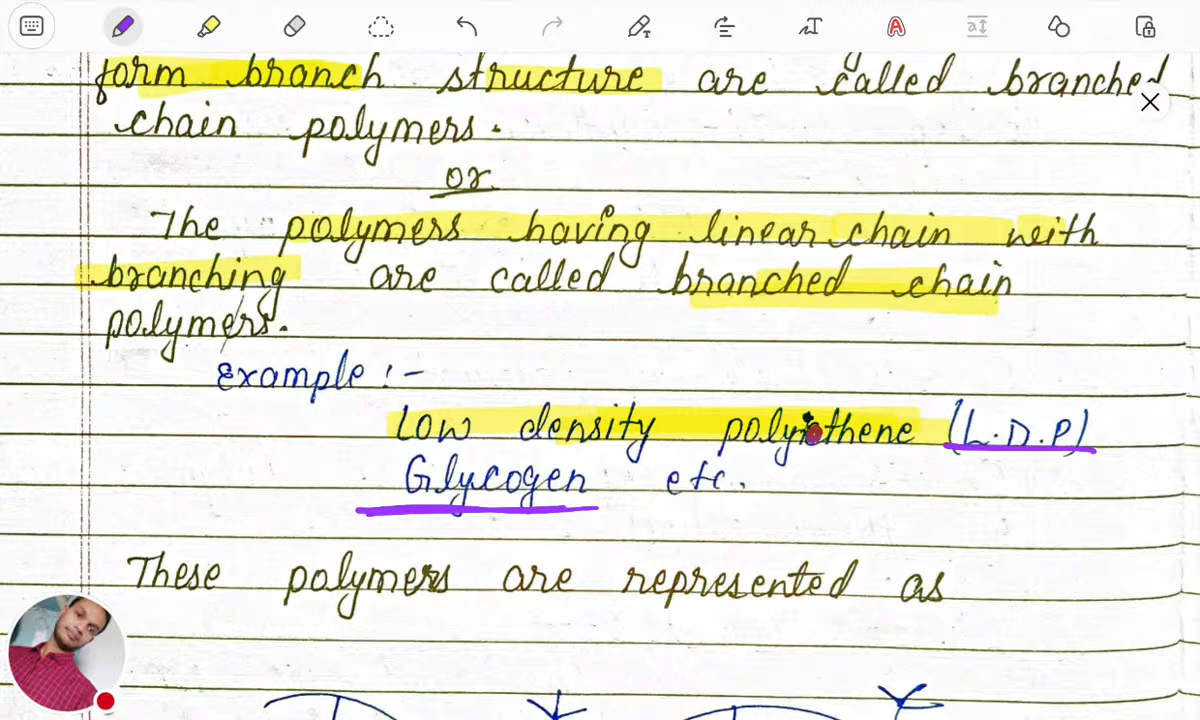 form branch structure are called branched
chain polymers.
or
The polymers having linear chain with
branching are called branched chain
polymers.
Example :-
Low density polythene (L.D.P)
Glycogen etc.
These polymers are represented as